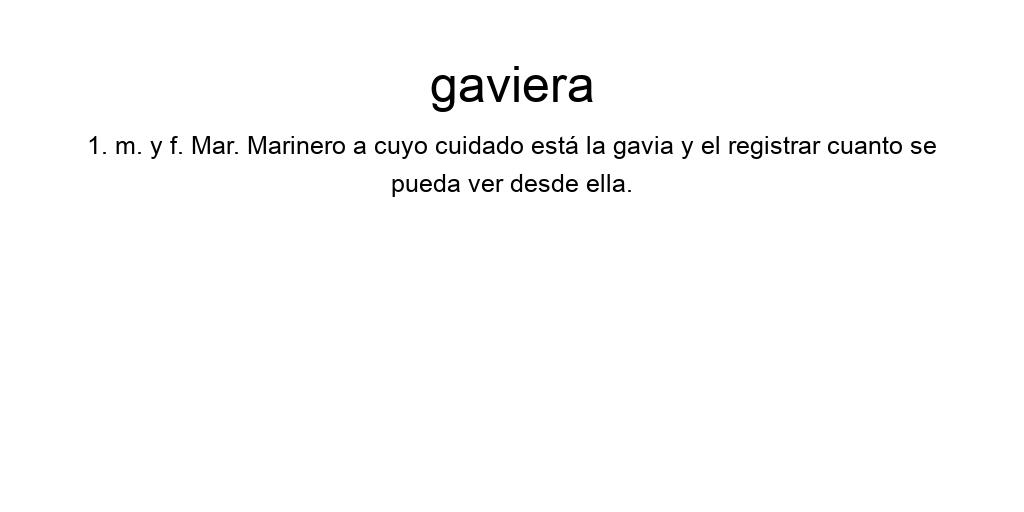 gaviera
1. m. y f. Mar. Marinero a cuyo cuidado está la gavia y el registrar cuanto se
pueda ver desde ella.